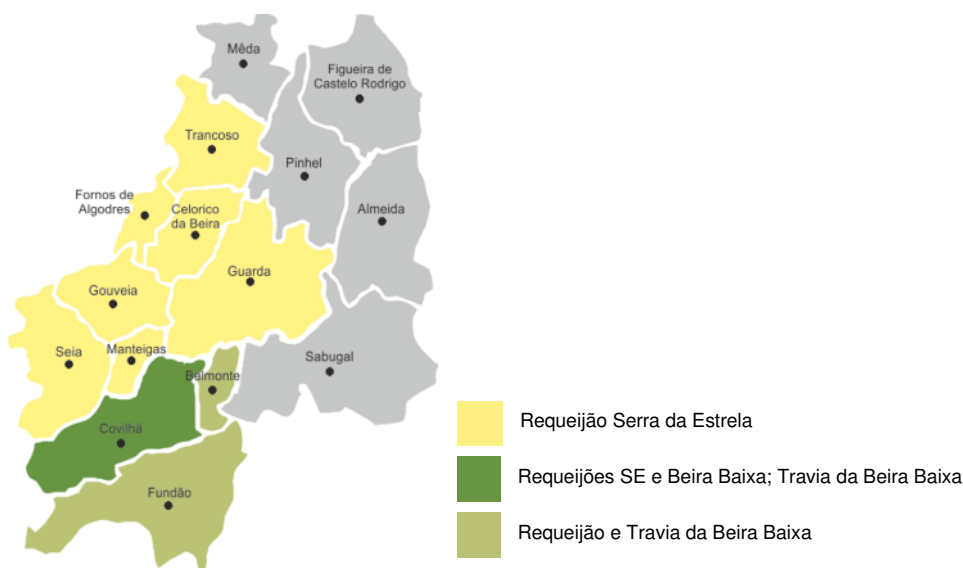 Mêda
Figueira de
Castelo Rodrigo
Trancoso
Pinhel
Fornos de
Algodres
Celorico
da Beira
Almeida
Guarda
Gouveia
Seia
Manteigas
Sabugal
Belmonte
Covilhã
Fundão
Requeijão Serra da Estrela
Requeijões SE e Beira Baixa; Travia da Beira Baixa
Requeijão e Travia da Beira Baixa